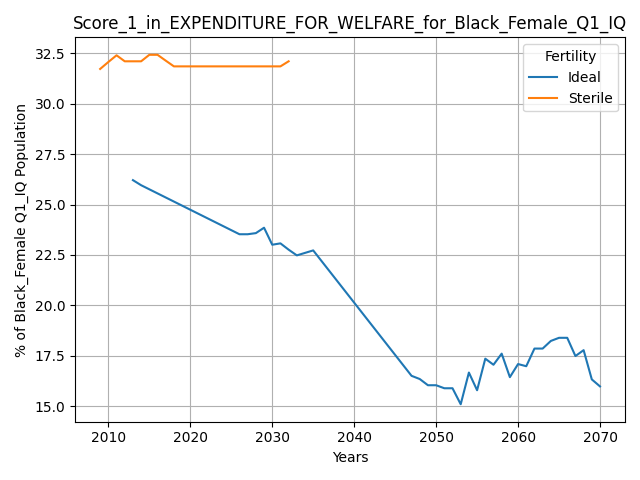 Score_1_in_EXPENDITURE_FOR_WELFARE_for_Black_Female_Q1_IQ
Fertility
Ideal
Sterile
% of Black_Female Q1_IQ Population
32.5
30.0
27.5
25.0
22.5
20.0
17.5
15.0
2010 2020 2030 2040 2050 2060 2070
Years